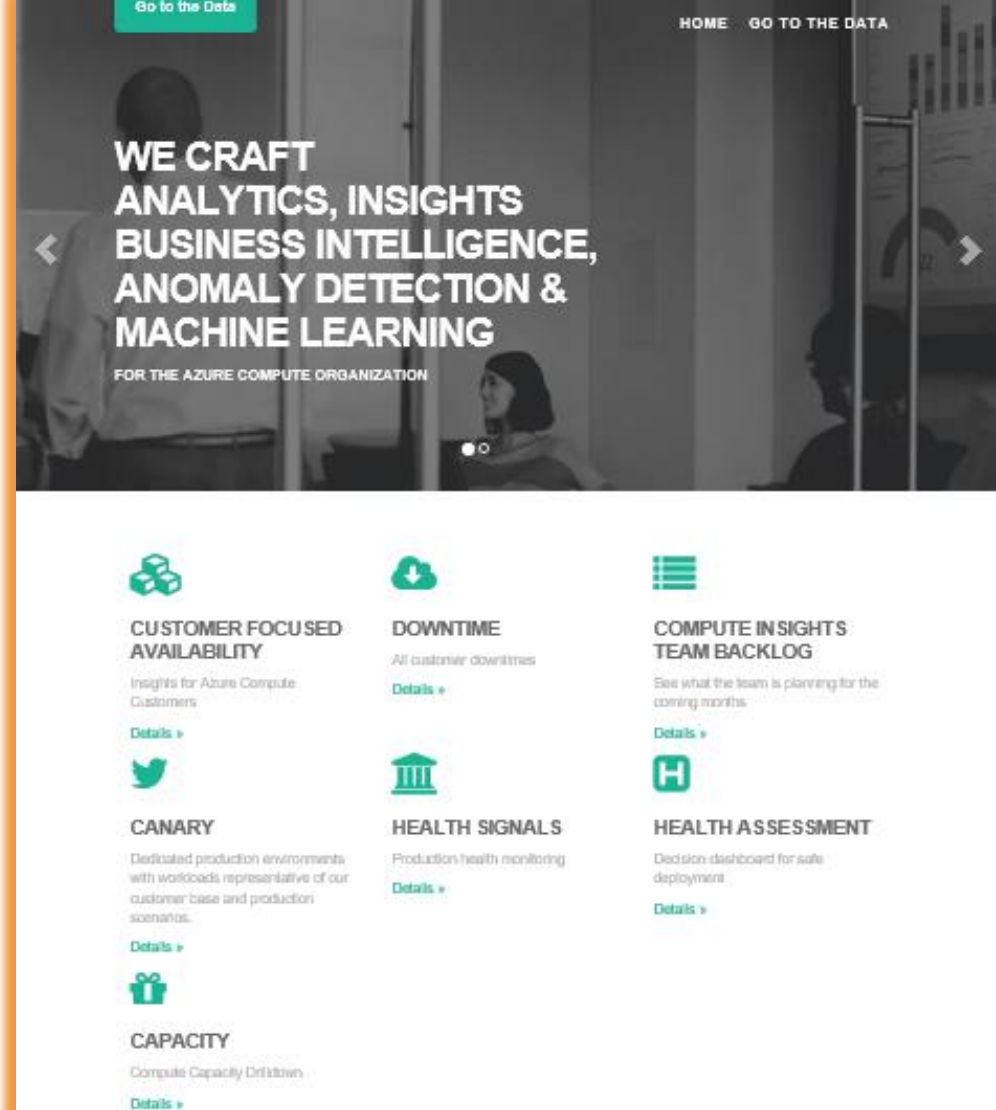 Go to the Data
HOME GO TO THE DATA
WE CRAFT
ANALYTICS, INSIGHTS
BUSINESS INTELLIGENCE,
ANOMALY DETECTION &
MACHINE LEARNING
FOR THE AZURE COMPUTE ORGANIZATION
CUSTOMER FOCUSED
AVAILABILITY
Insights for Azure Compute
Customers
Details »
DOWNTIME
All customer downtimes
Details »
COMPUTE INSIGHTS
TEAM BACKLOG
See what the team is planning for the
coming months
Details »
CANARY
Dedicated production environments
with workloads representative of our
customer base and production
scenarios.
Details »
HEALTH SIGNALS
Production health monitoring
Details »
H
HEALTH ASSESSMENT
Decision dashboard for safe
deployment
Details »
CAPACITY
Compute Capacity Drilldown
Details »